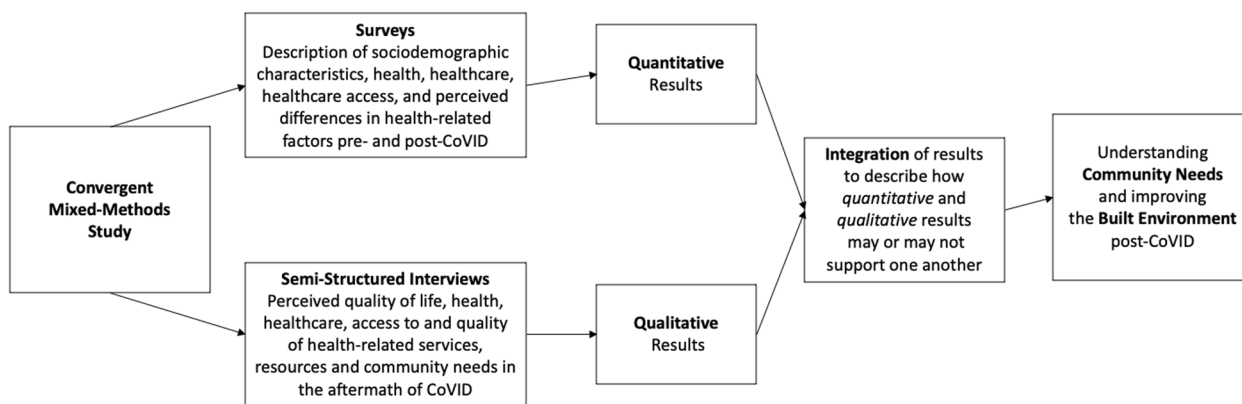 Convergent
Mixed-Methods
Study
Surveys
Description of sociodemographic
characteristics, health, healthcare,
healthcare access, and perceived
differences in health-related
factors pre- and post-CoVID
Quantitative
Results
Semi-Structured Interviews
Perceived quality of life, health,
healthcare, access to and quality
of health-related services,
resources and community needs in
the aftermath of CoVID
Qualitative
Results
Integration of results
to describe how
quantitative and
qualitative results
may or may not
support one another
Understanding
Community Needs
and improving
the Built Environment
post-CoVID